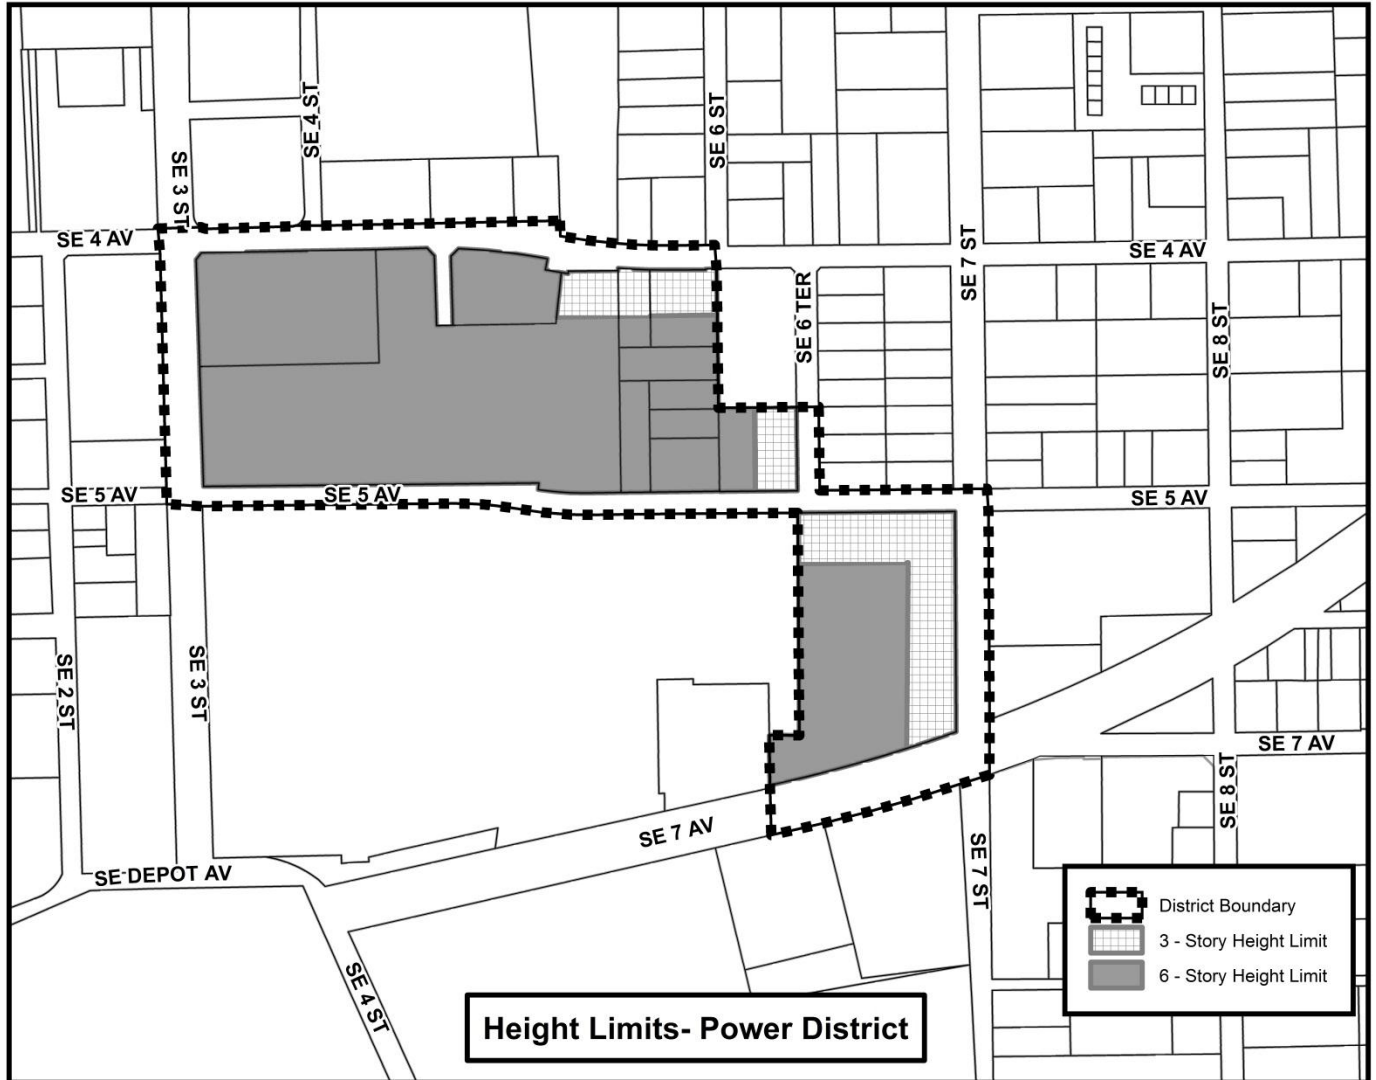 SE 4 ST
SE 6 ST
SE 3 ST
SE 7 ST
SE 4 AV
SE 4 AV
SE 6 TER
SE 8 ST
SE 5 AV
SE 5 AV
SE 5 AV
SE 2 ST
SE 3 ST
SE 7 AV
SE 8 ST
SE 7 AV
SE 7 ST
SE DEPOT AV
SE 4 ST
District Boundary
3 - Story Height Limit
6 - Story Height Limit
Height Limits- Power District